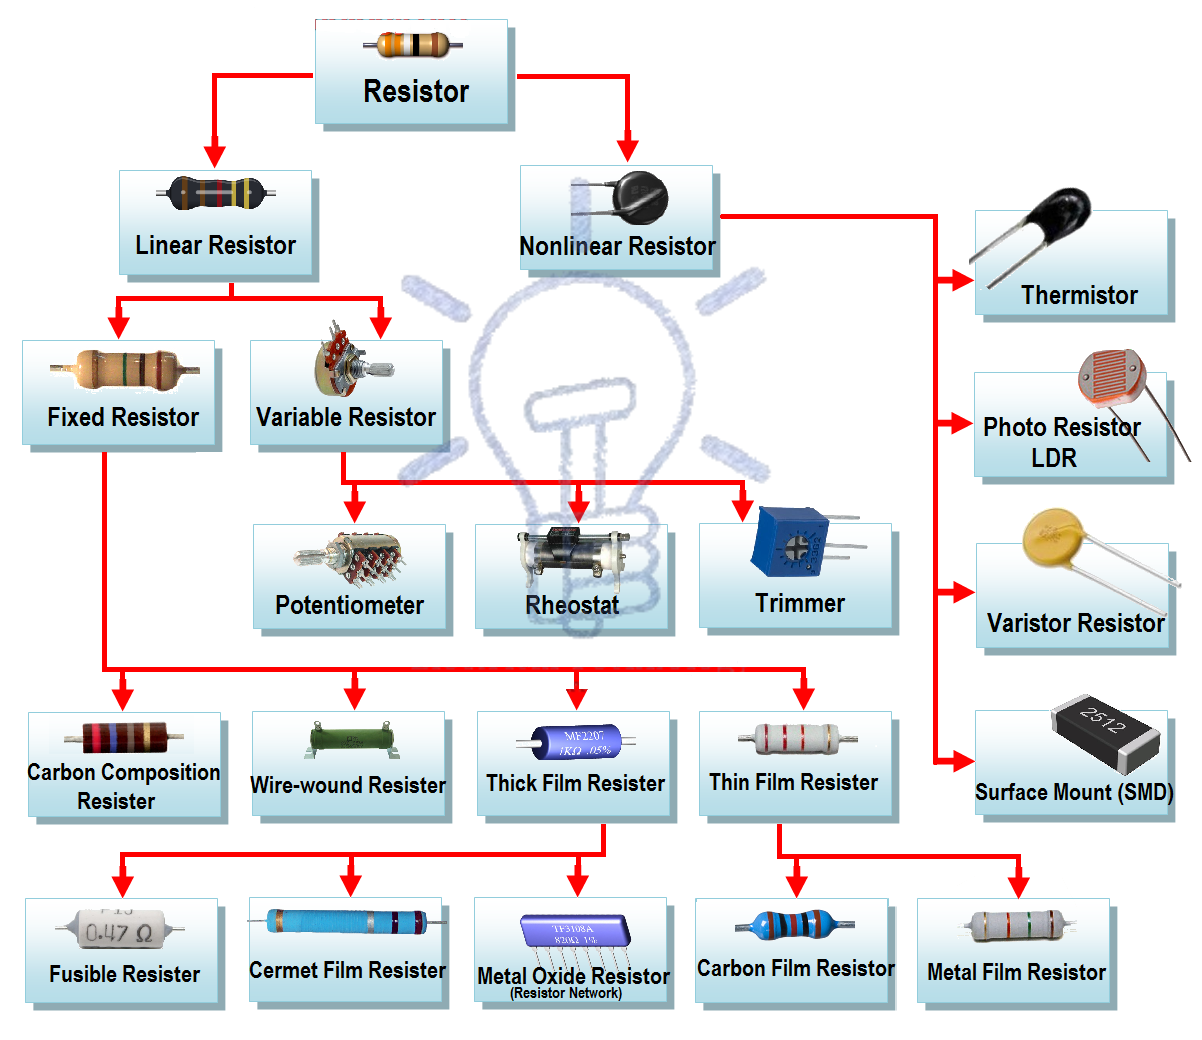 Resistor
Linear Resistor
Nonlinear Resistor
Thermistor
Fixed Resistor
Variable Resistor
Photo Resistor
LDR
Potentiometer
Rheostat
Trimmer
Varistor Resistor
Carbon Composition
Resister
Wire-wound Resister
MF2207
1KΩ .05%
Thick Film Resister
Thin Film Resister
2512
Surface Mount (SMD)
0.47 Ω
Fusible Resister
Cermet Film Resister
TF3108A
820Ω 1%
Metal Oxide Resistor
(Resistor Network)
Carbon Film Resistor
Metal Film Resistor